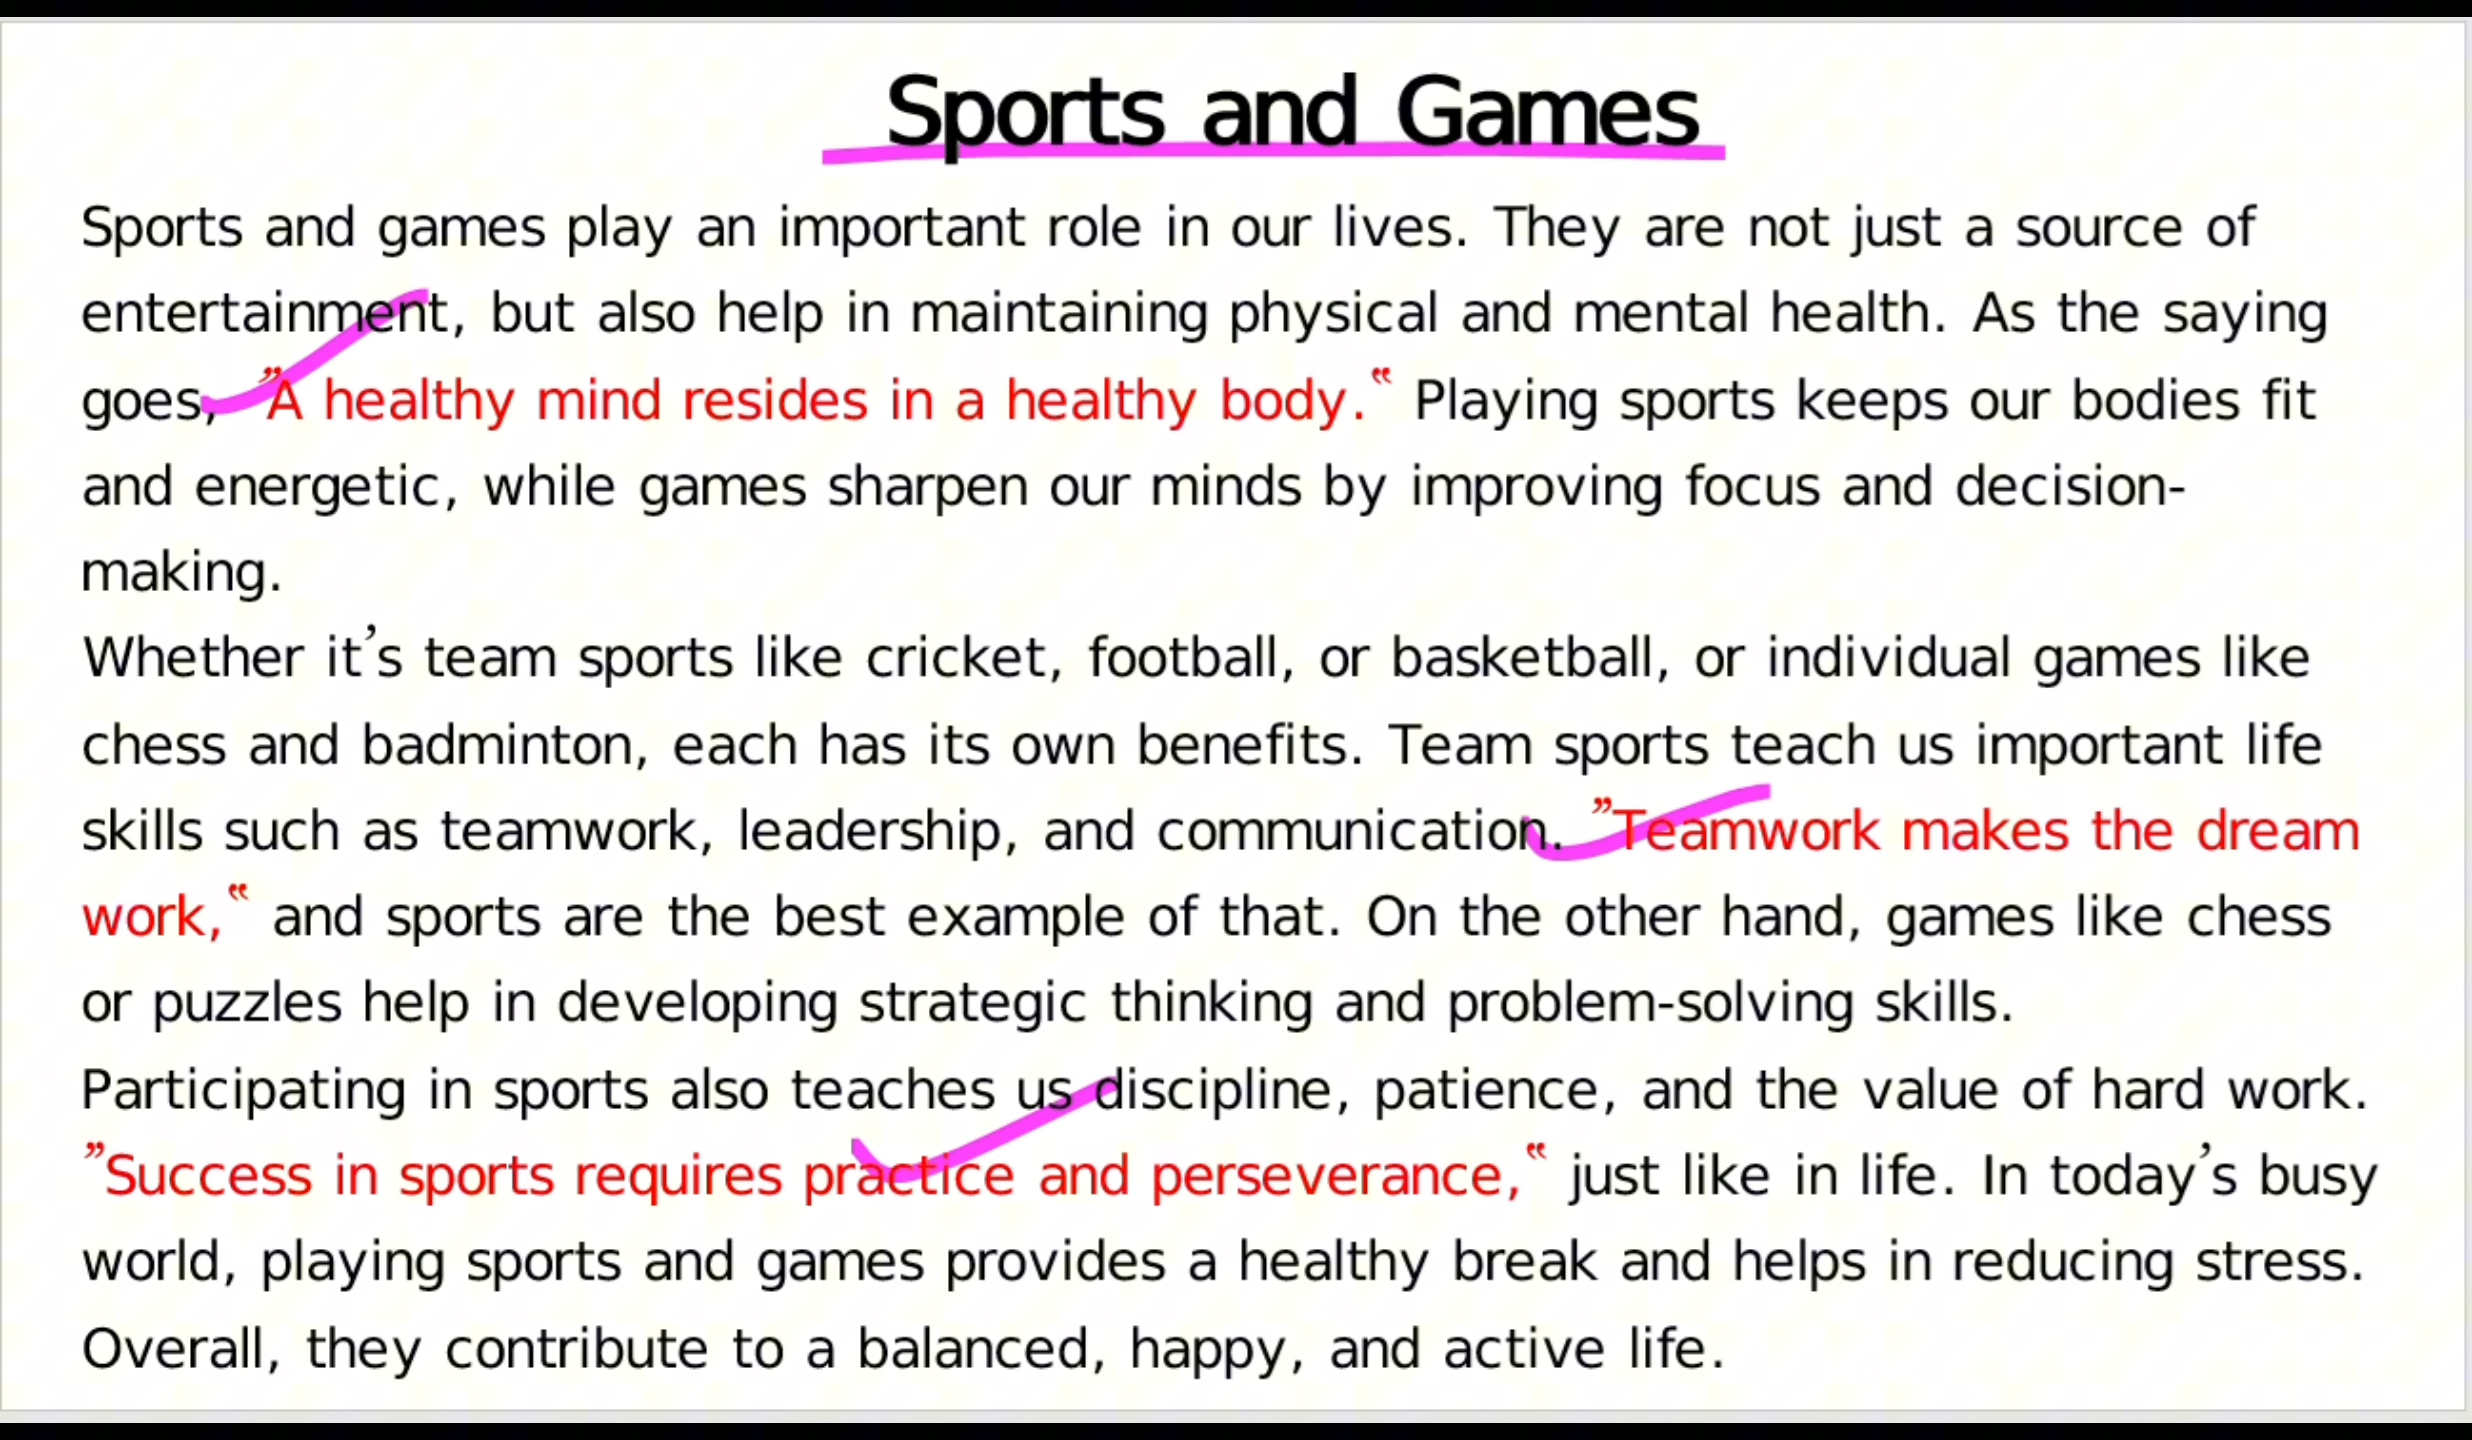 Sports and Games
Sports and games play an important role in our lives. They are not just a source of
entertainment, but also help in maintaining physical and mental health. As the saying
goes, ”A healthy mind resides in a healthy body.“ Playing sports keeps our bodies fit
and energetic, while games sharpen our minds by improving focus and decision-
making.
Whether it’s team sports like cricket, football, or basketball, or individual games like
chess and badminton, each has its own benefits. Team sports teach us important life
skills such as teamwork, leadership, and communication. ”Teamwork makes the dream
work,“ and sports are the best example of that. On the other hand, games like chess
or puzzles help in developing strategic thinking and problem-solving skills.
Participating in sports also teaches us discipline, patience, and the value of hard work.
”Success in sports requires practice and perseverance,“ just like in life. In today’s busy
world, playing sports and games provides a healthy break and helps in reducing stress.
Overall, they contribute to a balanced, happy, and active life.